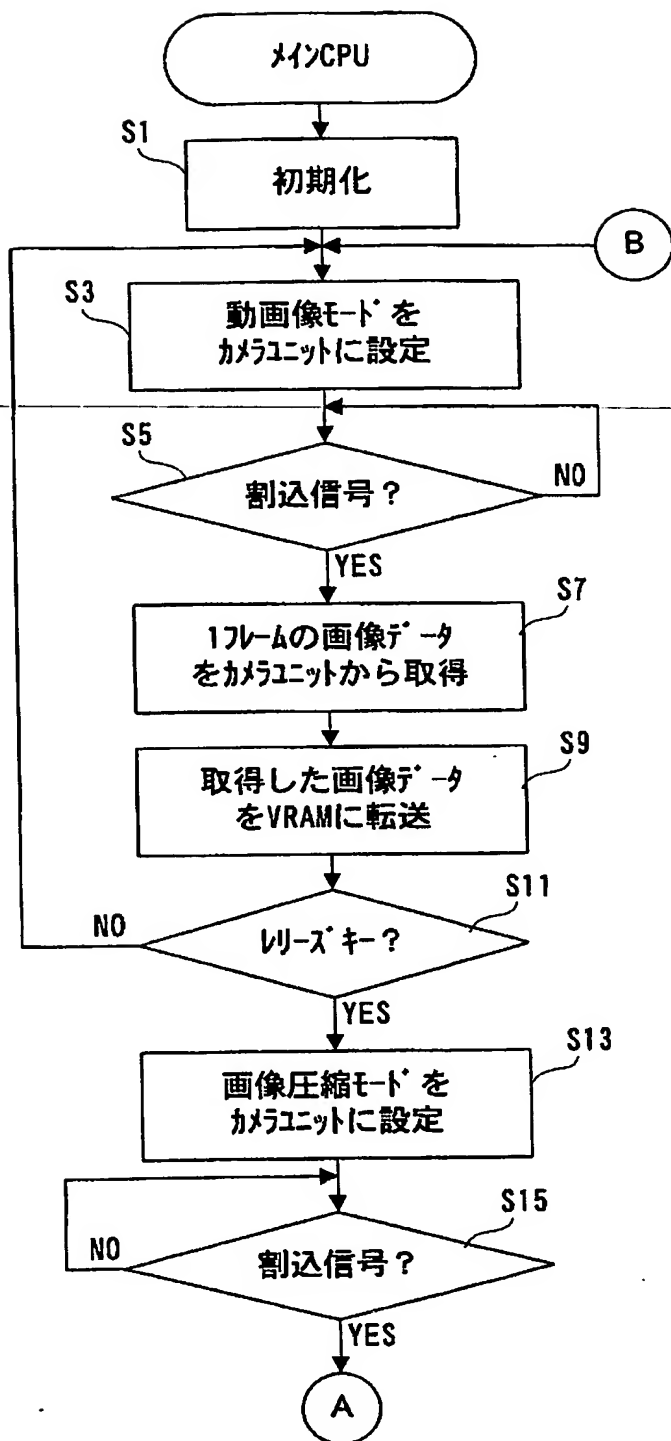 メインCPU
S1
初期化
B
S3
動画像モードを
カメラユニットに設定
S5
割込信号?
NO
YES
S7
1フレームの画像データ
をカメラユニットから取得
S9
取得した画像データ
をVRAMに転送
S11
NO
レリーズキー?
YES
S13
画像圧縮モードを
カメラユニットに設定
S15
NO
割込信号?
YES
A